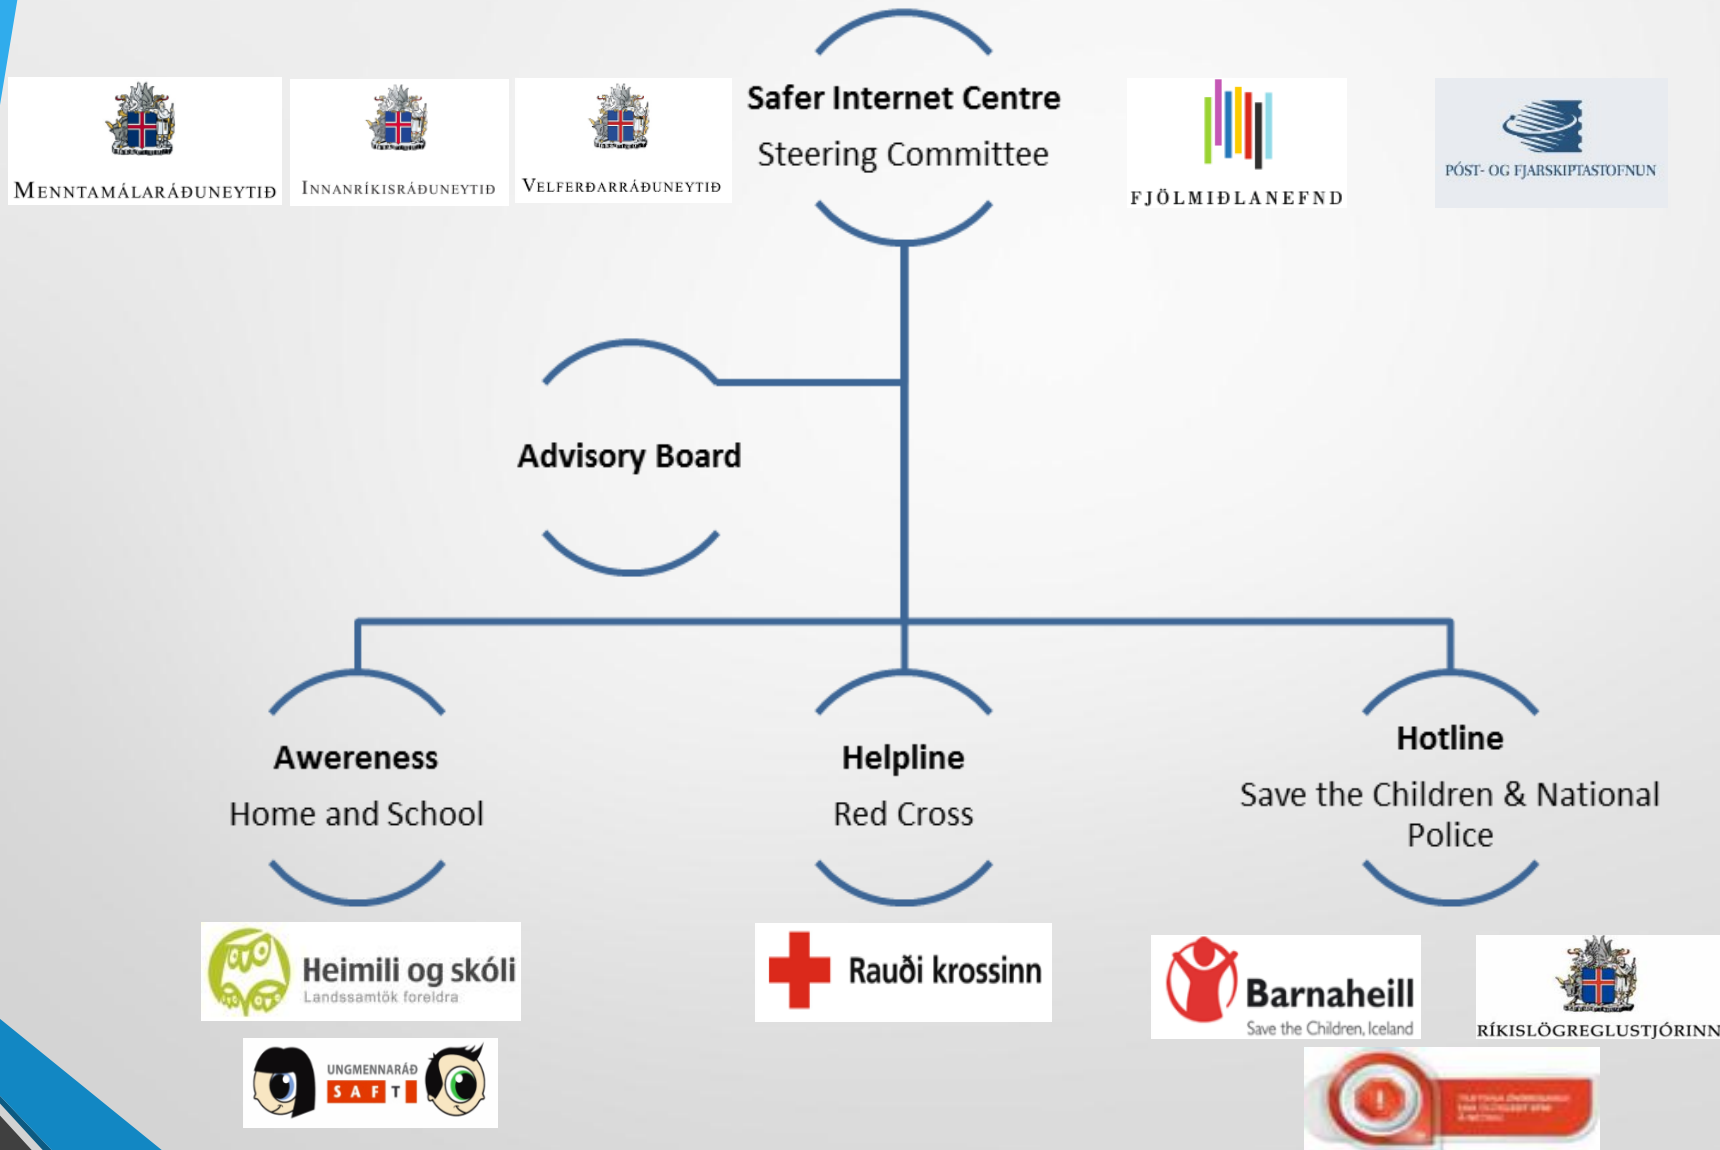 Safer Internet Centre
Steering Committee
MENNTAMÁLARÁÐUNEYTIÐ
INNANRÍKISRÁÐUNEYTIÐ
VELFERÐARRÁÐUNEYTIÐ
FJÖLMIÐLANEFND
PÓST- OG FJARSKIPTASTOFNUN
Advisory Board
Awereness
Home and School
Helpline
Red Cross
Hotline
Save the Children & National
Police
Heimili og skóli
Landssamtök foreldra
UNGMENNARÁÐ
SAFT
Rauði krossinn
Barnaheill
Save the Children, Iceland
RÍKISLÖGREGLUSTJÓRINN